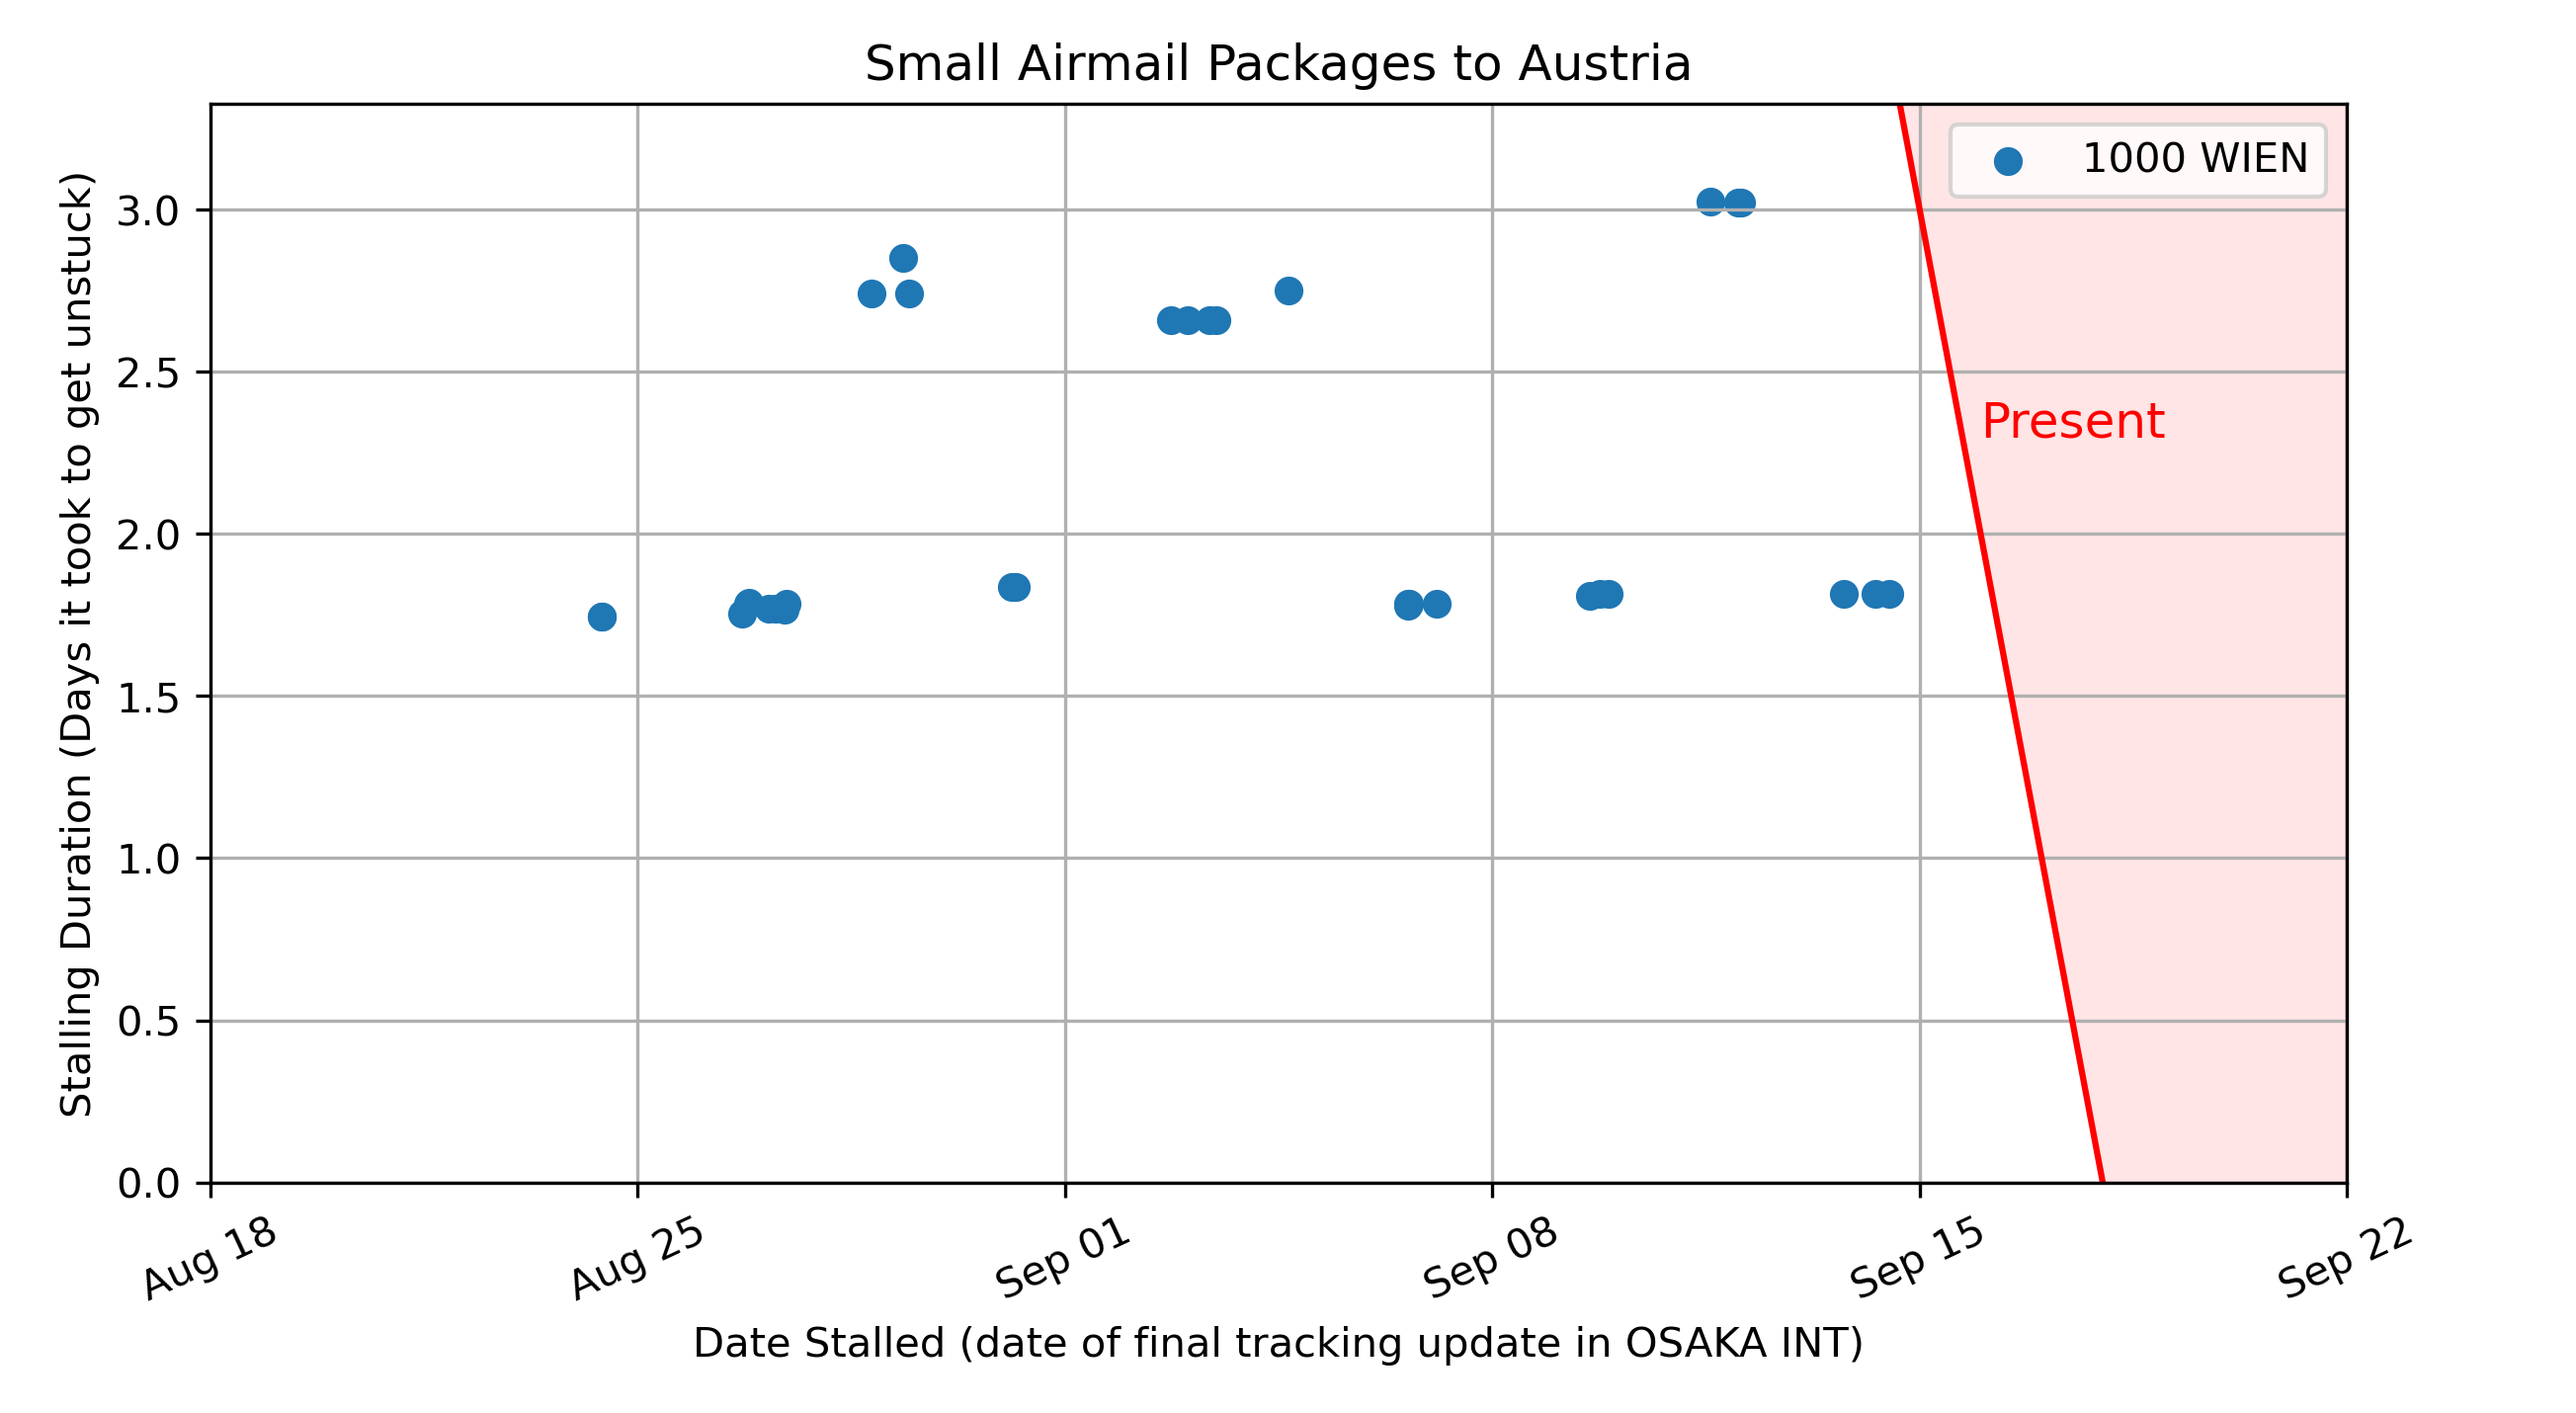 Small Airmail Packages to Austria
1000 WIEN
Present
Stalling Duration (Days it took to get unstuck)
3.0
2.5
2.0
1.5
1.0
0.5
0.0
Aug 18
Aug 25
Sep 01
Sep 08
Sep 15
Sep 22
Date Stalled (date of final tracking update in OSAKA INT)